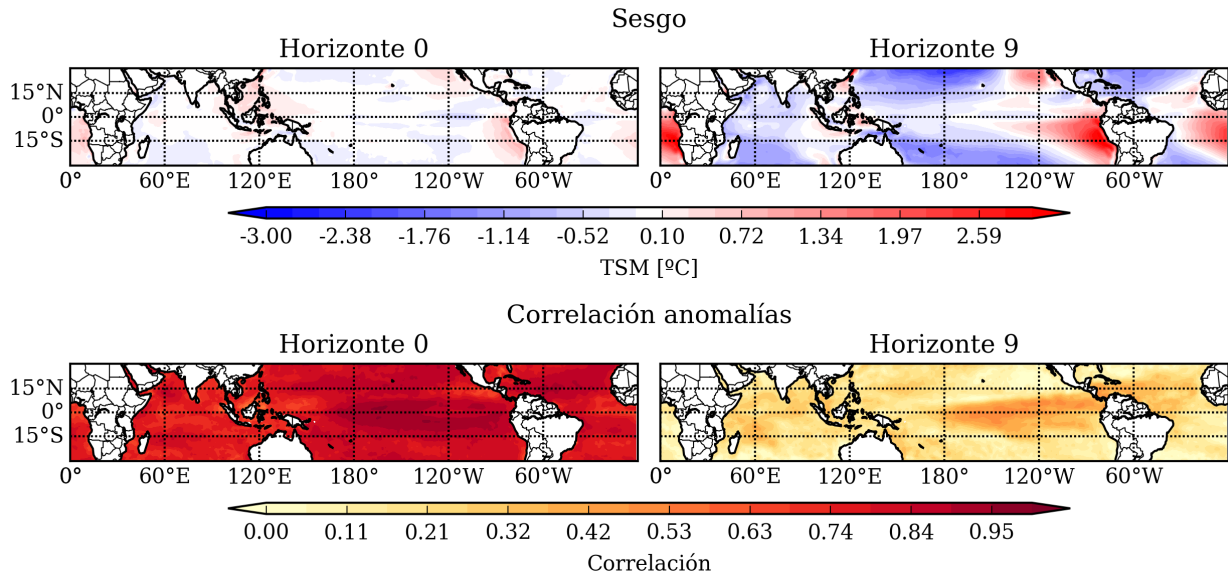 Sesgo
Horizonte 0
Horizonte 9
15°N
0°
15°S
0° 60°E 120°E 180° 120°W 60°W
0° 60°E 120°E 180° 120°W 60°W
-3.00 -2.38 -1.76 -1.14 -0.52 0.10 0.72 1.34 1.97 2.59
TSM [ºC]
Correlación anomalías
Horizonte 0
Horizonte 9
15°N
0°
15°S
0° 60°E 120°E 180° 120°W 60°W
0° 60°E 120°E 180° 120°W 60°W
0.00 0.11 0.21 0.32 0.42 0.53 0.63 0.74 0.84 0.95
Correlación